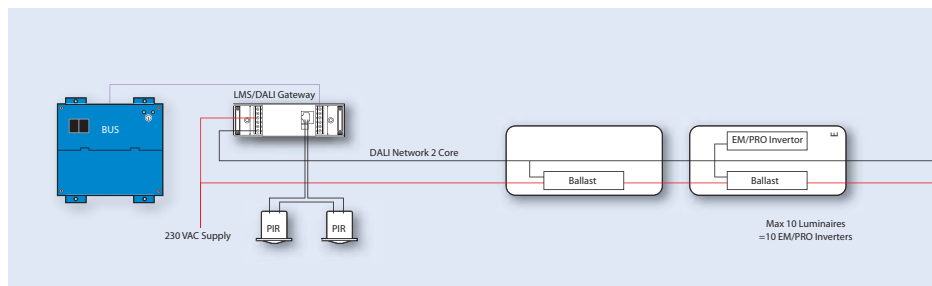 LMS/DALI Gateway
BUS
EM/PRO Invertor
E
DALI Network 2 Core
Ballast
Ballast
PIR
PIR
230 VAC Supply
Max 10 Luminaires
=10 EM/PRO Inverters